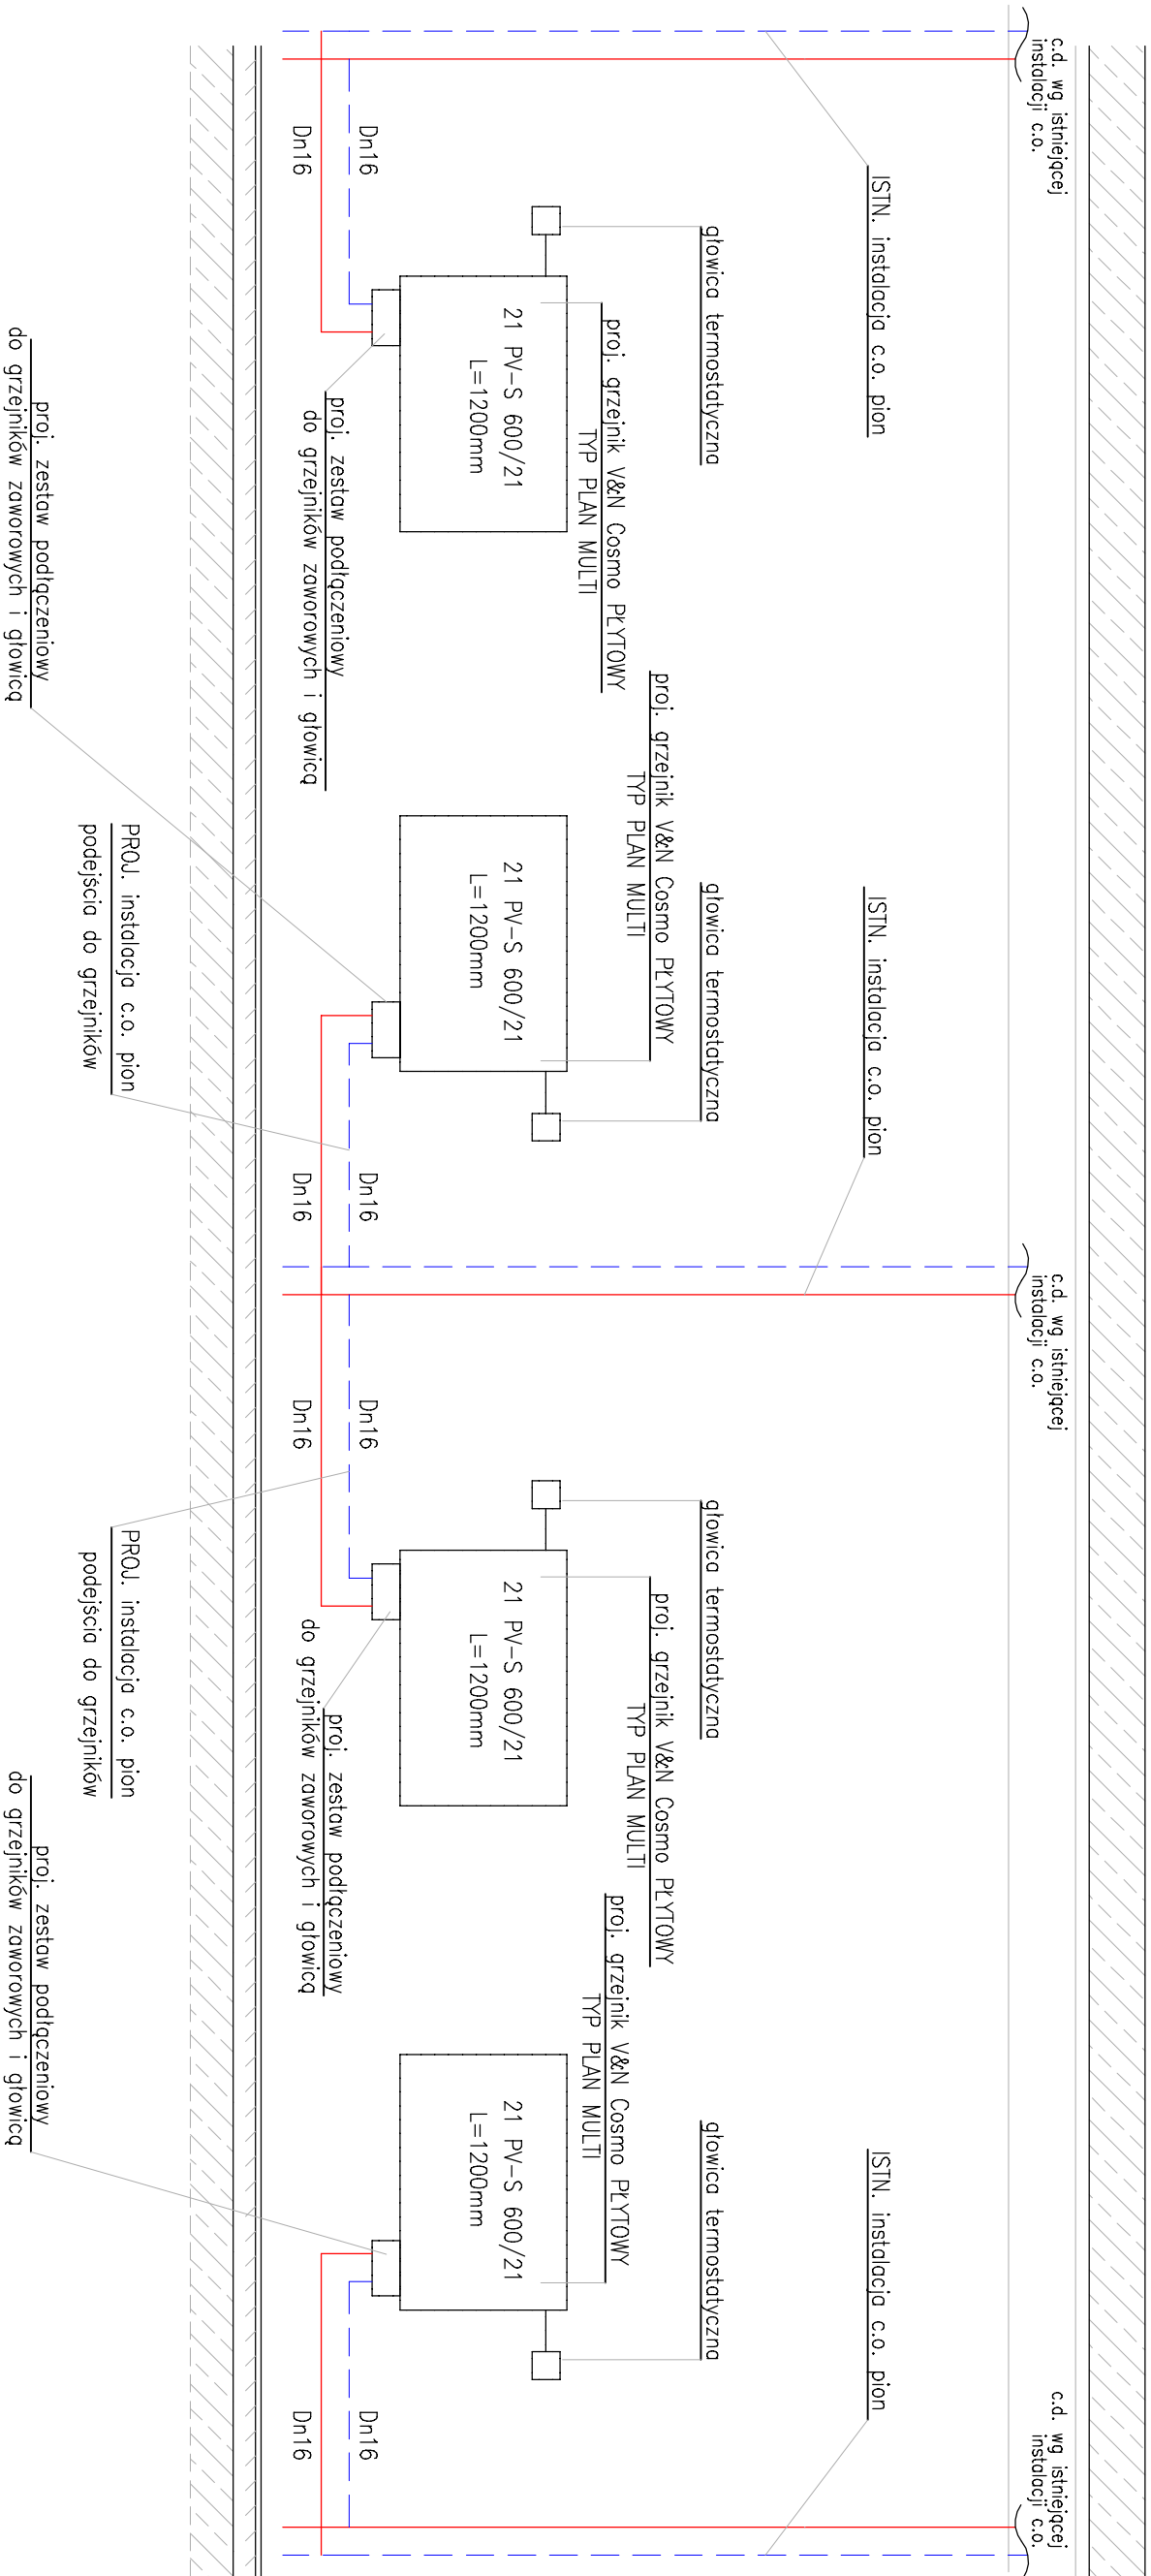 c.d. wg istniejącej
instalacji c.o.
c.d. wg istniejącej
instalacji c.o.
c.d. wg istniejącej
instalacji c.o.
ISTN. instalacja c.o. pion
ISTN. instalacja c.o. pion
ISTN. instalacja c.o. pion
głowica termostatyczna
głowica termostatyczna
głowica termostatyczna
głowica termostatyczna
proj. grzejnik V&N Cosmo PŁYTOWY
TYP PLAN MULTI
proj. grzejnik V&N Cosmo PŁYTOWY
TYP PLAN MULTI
proj. grzejnik V&N Cosmo PŁYTOWY
TYP PLAN MULTI
proj. grzejnik V&N Cosmo PŁYTOWY
TYP PLAN MULTI
21 PV-S 600/21
L=1200mm
21 PV-S 600/21
L=1200mm
21 PV-S 600/21
L=1200mm
21 PV-S 600/21
L=1200mm
Dn16
Dn16
Dn16
Dn16
Dn16
Dn16
Dn16
Dn16
proj. zestaw podłączeniowy
do grzejników zaworowych i głowicą
proj. zestaw podłączeniowy
do grzejników zaworowych i głowicą
PROJ. instalacja c.o. pion
podejścia do grzejników
PROJ. instalacja c.o. pion
podejścia do grzejników
proj. zestaw podłączeniowy
do grzejników zaworowych i głowicą
proj. zestaw podłączeniowy
do grzejników zaworowych i głowicą